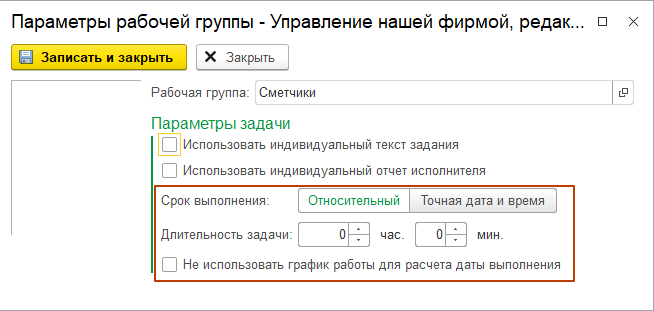 Параметры рабочей группы - Управление нашей фирмой, редак...
Записать и закрыть Закрыть
Рабочая группа: Сметчики
Параметры задачи
Использовать индивидуальный текст задания
Использовать индивидуальный отчет исполнителя
Срок выполнения: Относительный Точная дата и время
Длительность задачи: 0 час. 0 мин.
Не использовать график работы для расчета даты выполнения